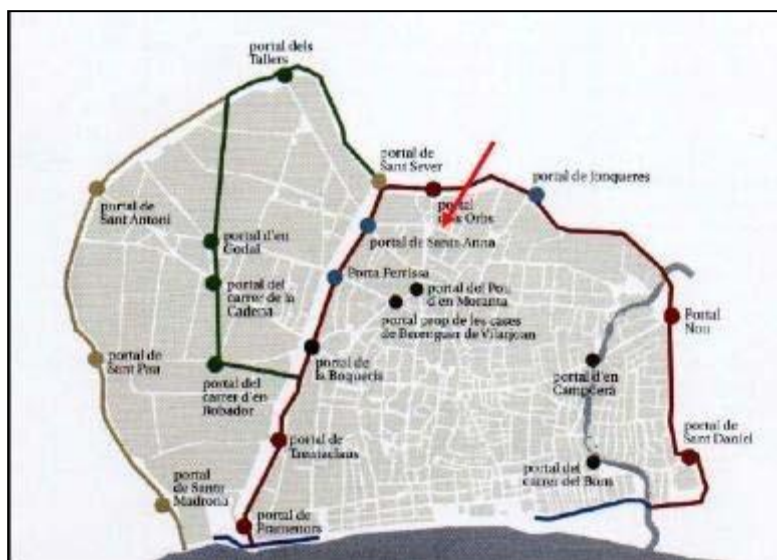 portal dels
Tallers
portal de
Sant Sever
portal de Jonqueres
portal de
Sant Antoni
portal
dels Orbs
portal d'en
Godai
portal de Santa Anna
Porta Ferrissa
portal del
carrer de la
Cadena
portal del Pou
d'en Moranta
portal prop de les cases
de Berenguer de Vilarjoan
Portal
Nou
portal de
Sant Pau
portal del
carrer d'en
Robador
portal de
la Boqueria
portal d'en
Campderà
portal de
Trentaclaus
portal de
Sant Daniel
portal
de Santa
Madrona
portal del
carrer del Bom
portal de
Framenors